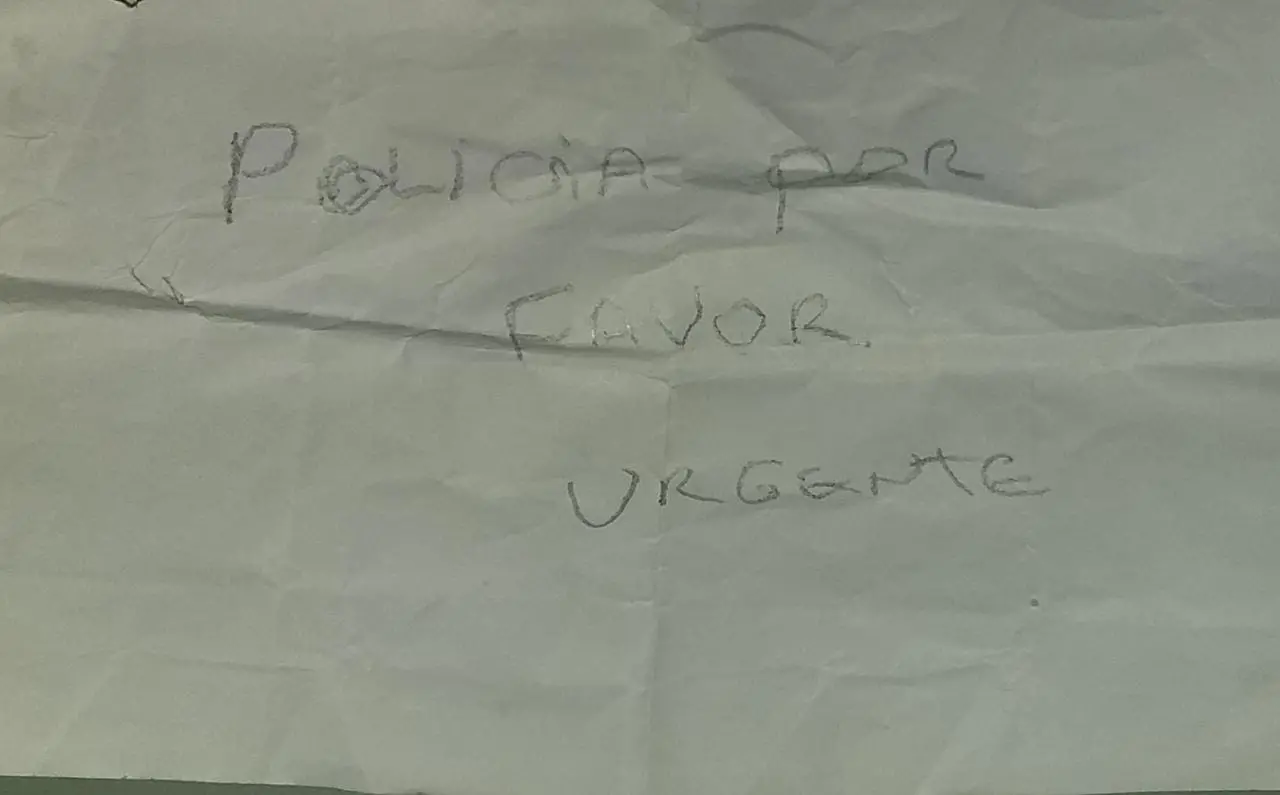 POLICIA POR
FAVOR.
URGENTE